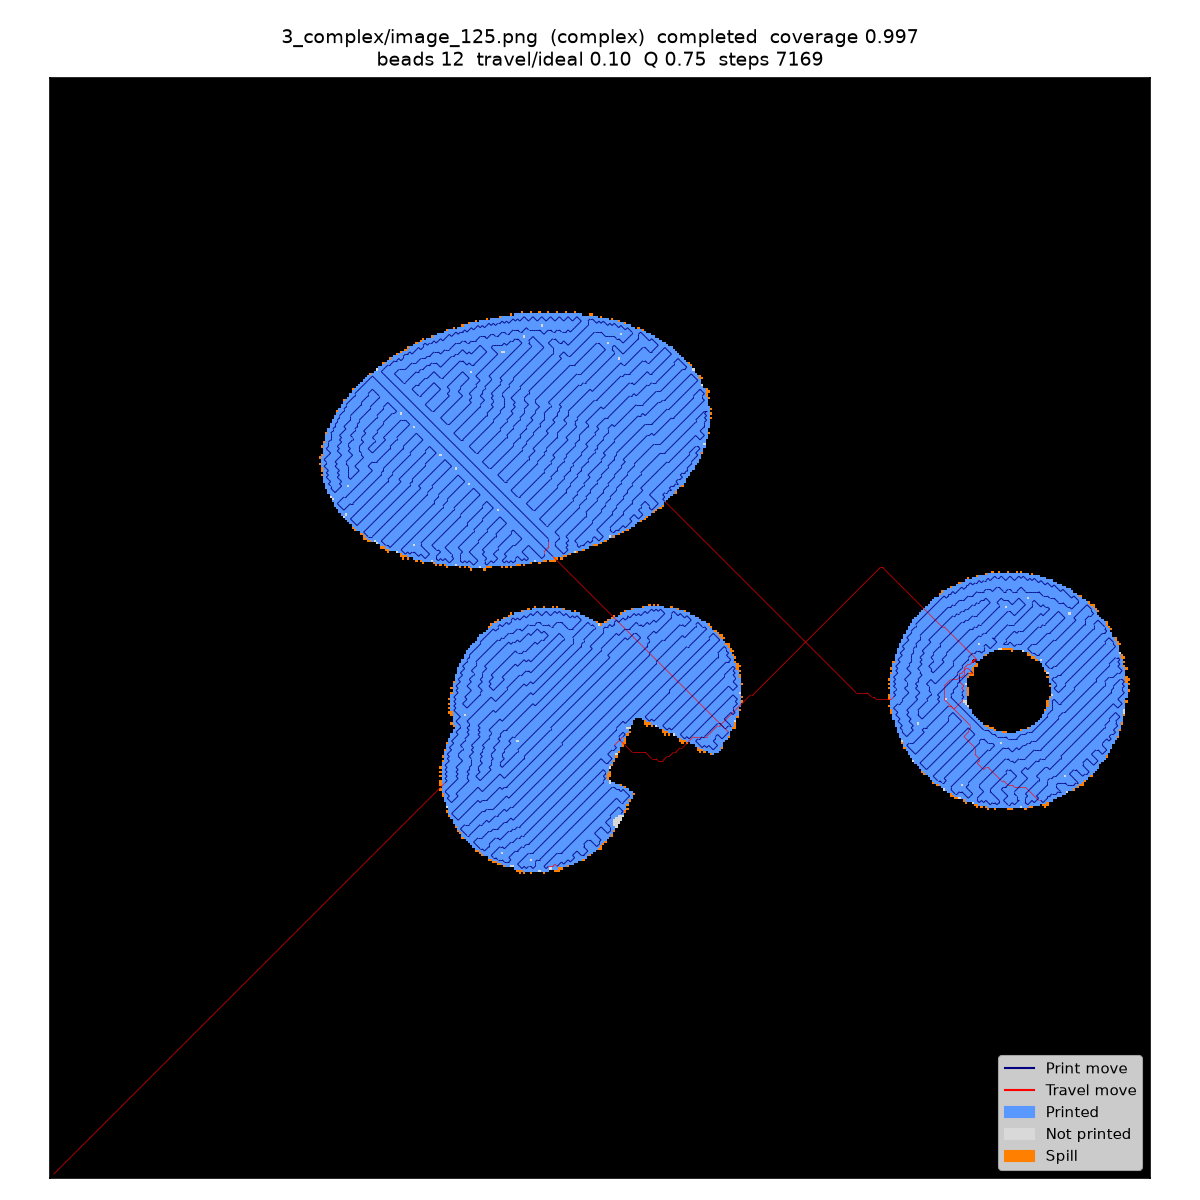 3_complex/image_125.png  (complex)  completed  coverage 0.997
beads 12  travel/ideal 0.10  Q 0.75  steps 7169
Print move
Travel move
Printed
Not printed
Spill